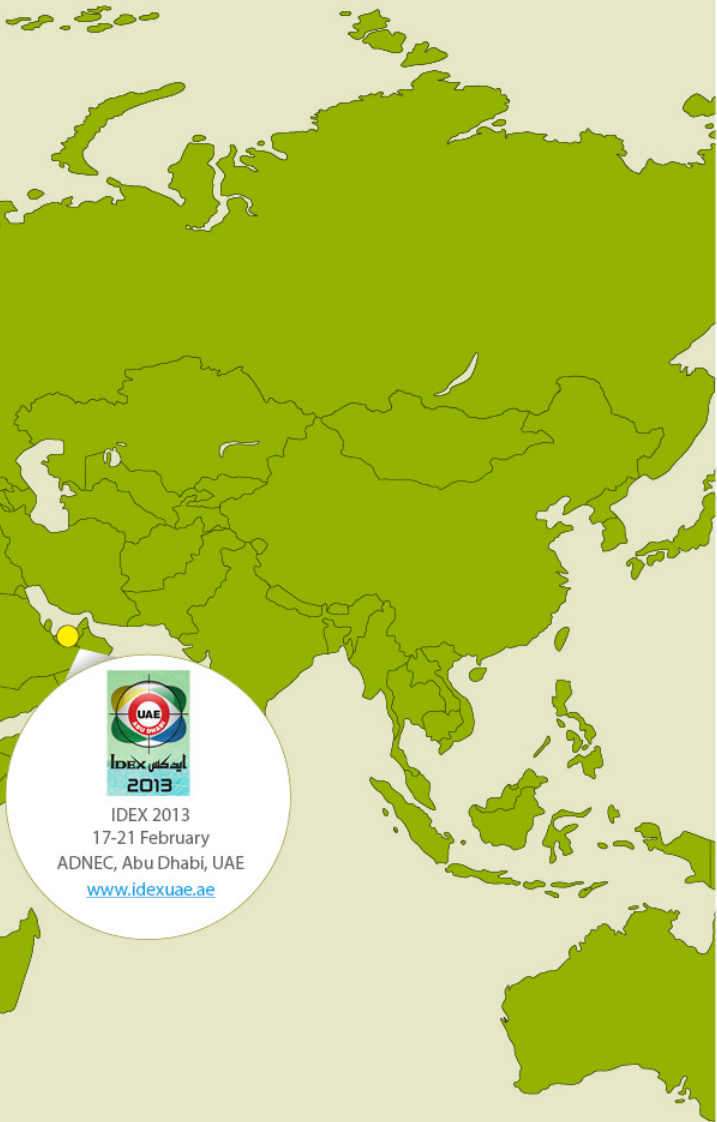 UAE
ABU DHABI
IDEX ايدكس
2013
IDEX 2013
17-21 February
ADNEC, Abu Dhabi, UAE
www.idexuae.ae